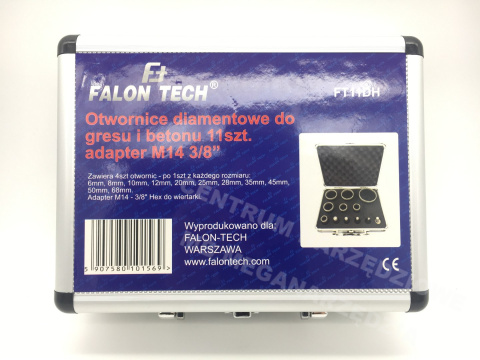 Ft
FALON TECH®
FT11DH
Otwornice diamentowe do
gresu i betonu 11szt.
adapter M14 3/8"
Zawiera 4szt otwornic - po 1szt z każdego rozmiaru:
6mm, 8mm, 10mm, 12mm, 20mm, 25mm, 28mm, 35mm, 45mm,
50mm, 68mm.
Adapter M14 - 3/8" Hex do wiertarki.
Wyprodukowano dla:
FALON-TECH
WARSZAWA
www.falontech.com
5 907580 101569 >
CE
CENTRUM